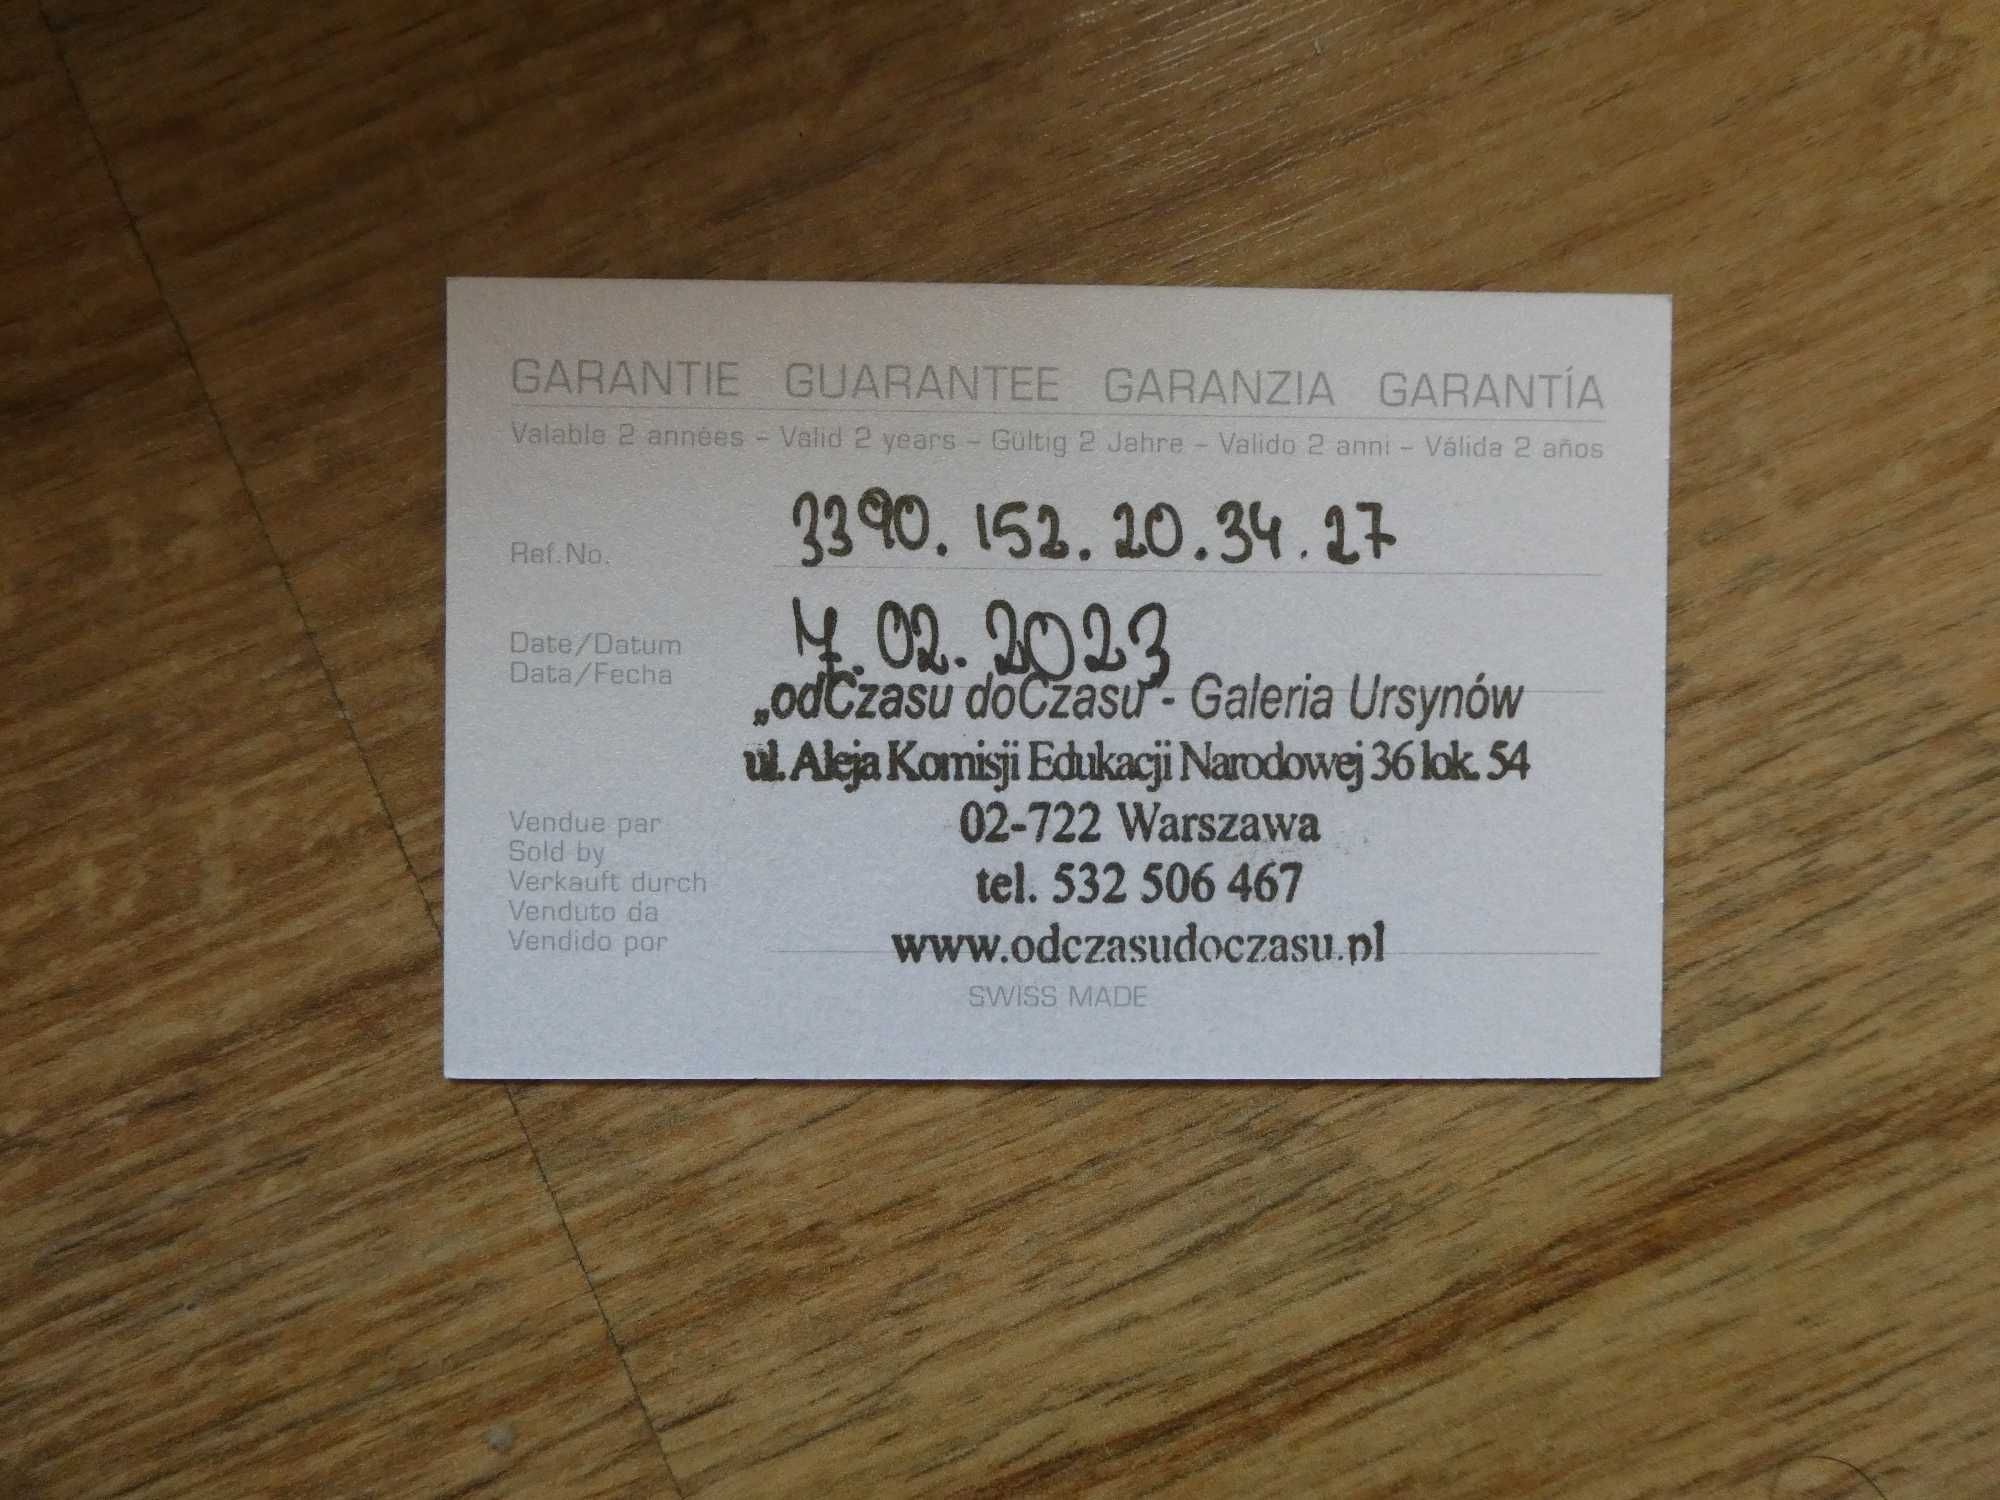 GARANTIE GUARANTEE GARANZIA GARANTÍA
Valable 2 années – Valid 2 years – Gültig 2 Jahre – Valido 2 anni – Válida 2 años
Ref.No. 3390.152.20.34.27
Date/Datum 7.02.2023
Data/Fecha
„odCzasu doCzasu" - Galeria Ursynów
ul. Aleja Komisji Edukacji Narodowej 36 lok. 54
Vendue par 02-722 Warszawa
Sold by
Verkauft durch tel. 532 506 467
Venduto da
Vendido por www.odczasudoczasu.pl
SWISS MADE